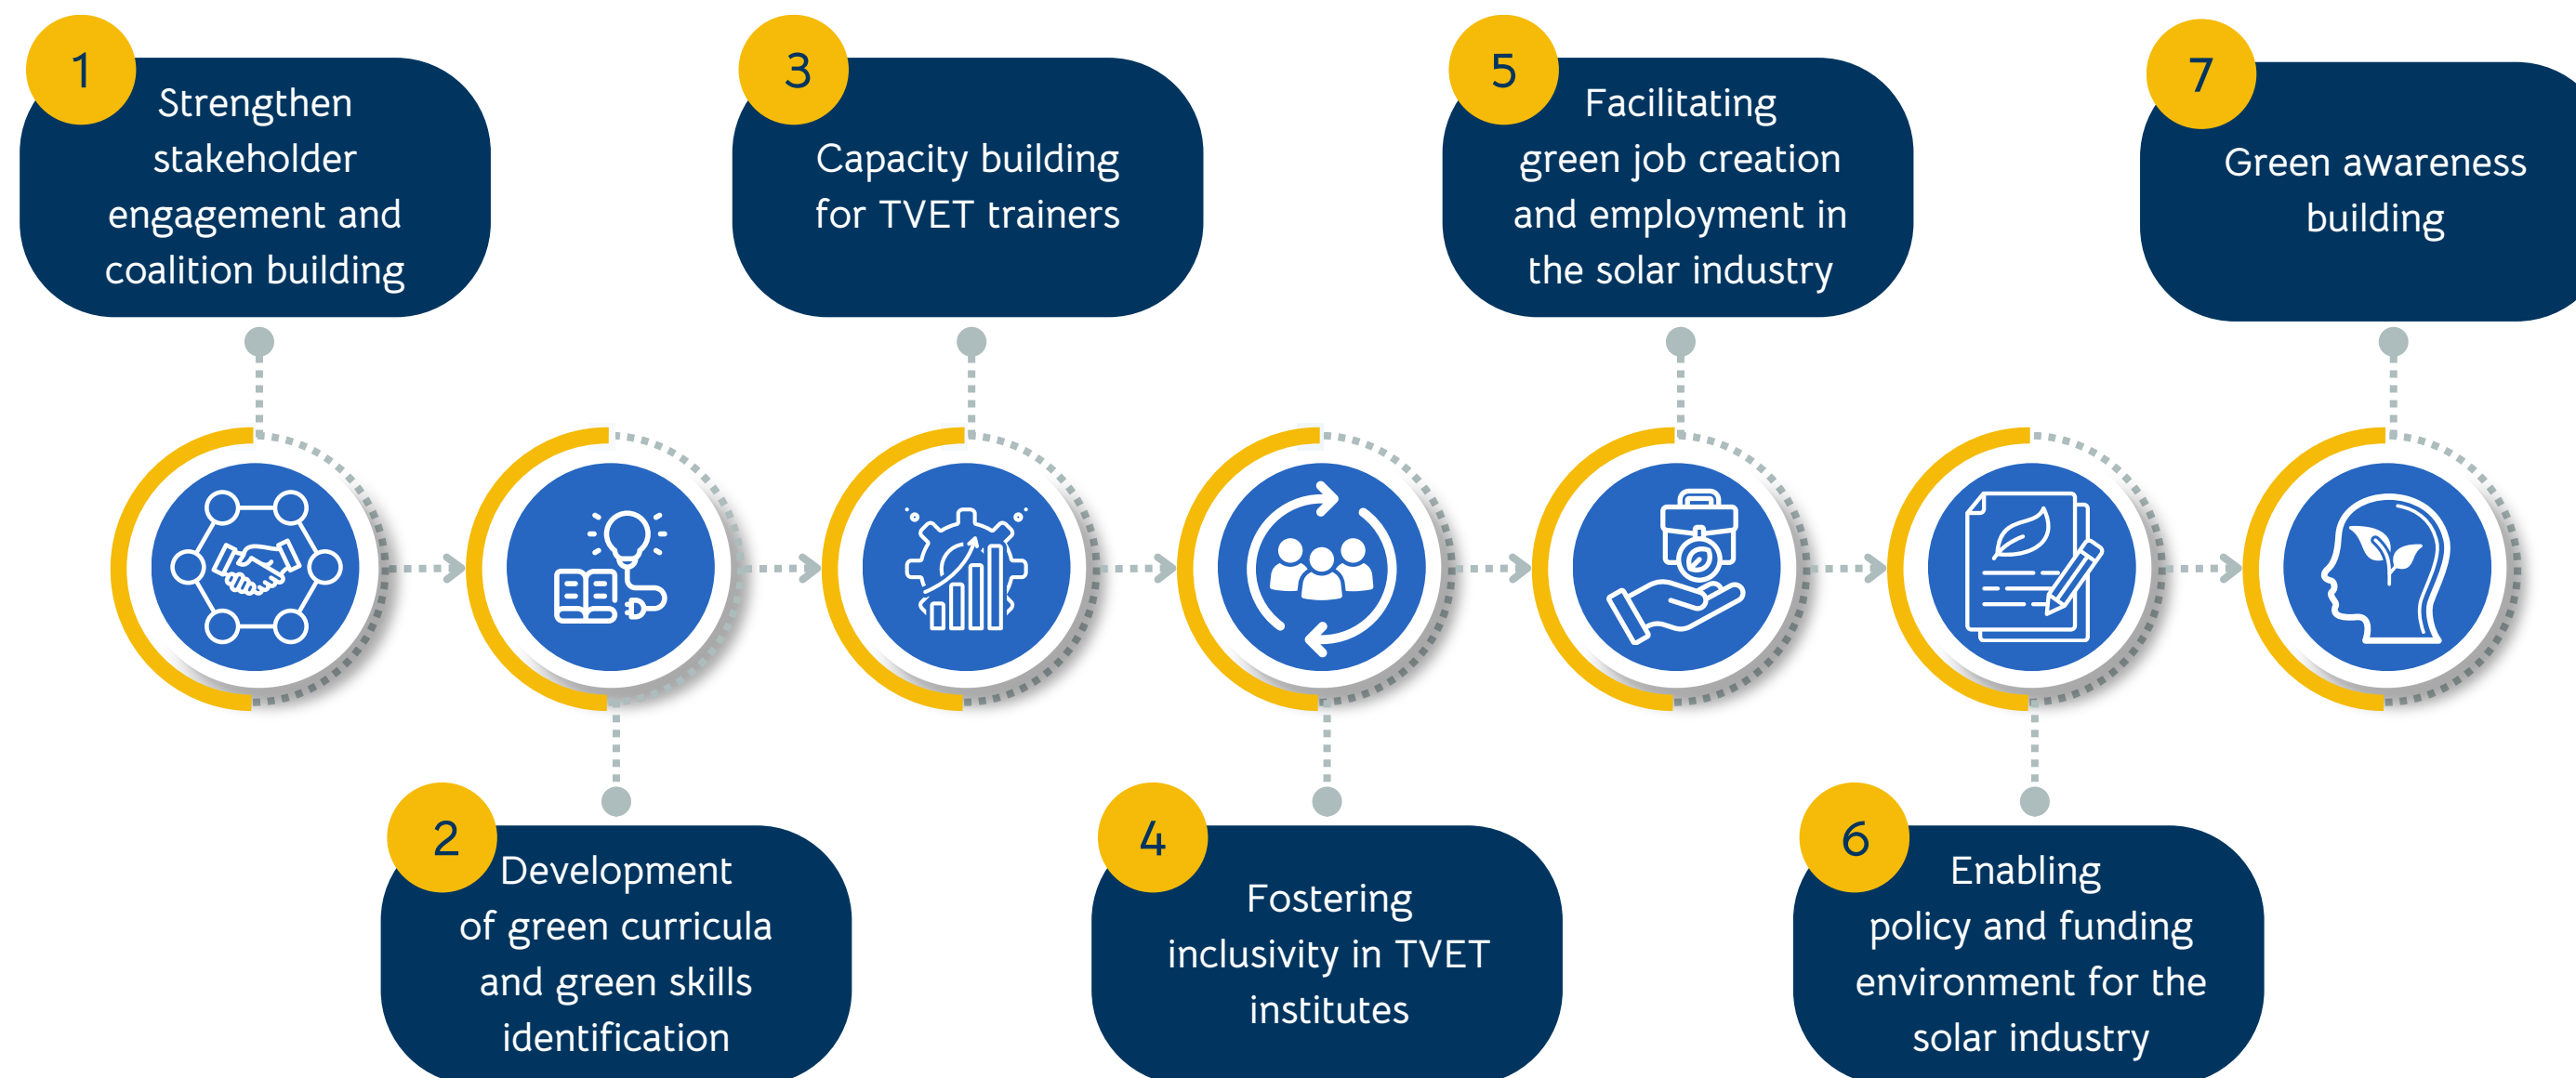 1
Strengthen
stakeholder
engagement and
coalition building
2
Development
of green curricula
and green skills
identification
3
Capacity building
for TVET trainers
4
Fostering
inclusivity in TVET
institutes
5
Facilitating
green job creation
and employment in
the solar industry
6
Enabling
policy and funding
environment for the
solar industry
7
Green awareness
building